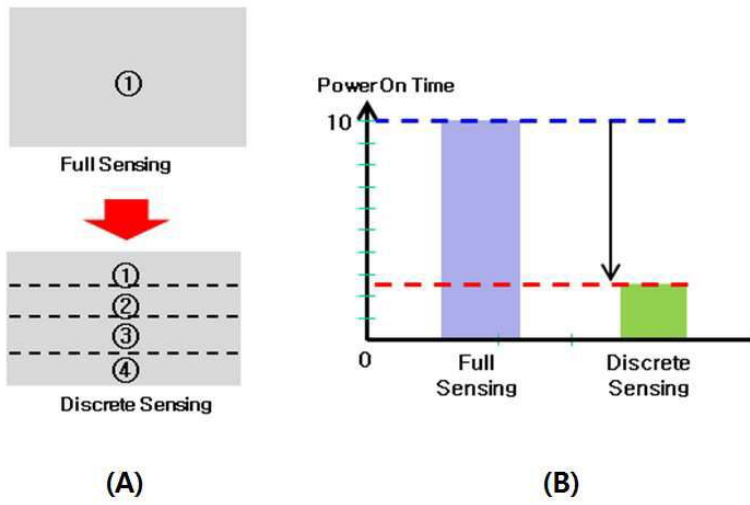 ①
Full Sensing
①
②
③
④
Discrete Sensing
(A)
Power On Time
10
0
Full
Sensing
Discrete
Sensing
(B)